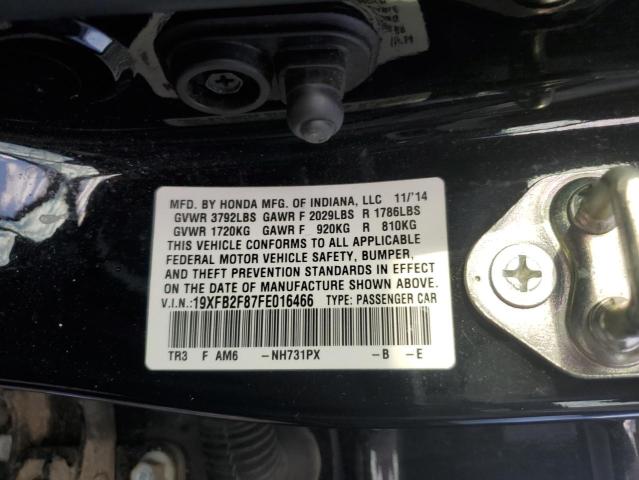 MFD. BY HONDA MFG. OF INDIANA, LLC 11/'14
GVWR 3792LBS GAWR F 2029LBS R 1786LBS
GVWR 1720KG GAWR F 920KG R 810KG
THIS VEHICLE CONFORMS TO ALL APPLICABLE
FEDERAL MOTOR VEHICLE SAFETY, BUMPER,
AND THEFT PREVENTION STANDARDS IN EFFECT
ON THE DATE OF MANUFACTURE SHOWN ABOVE.
V.I.N.:19XFB2F87FE016466 TYPE: PASSENGER CAR
TR3 F AM6 -NH731PX -B -E